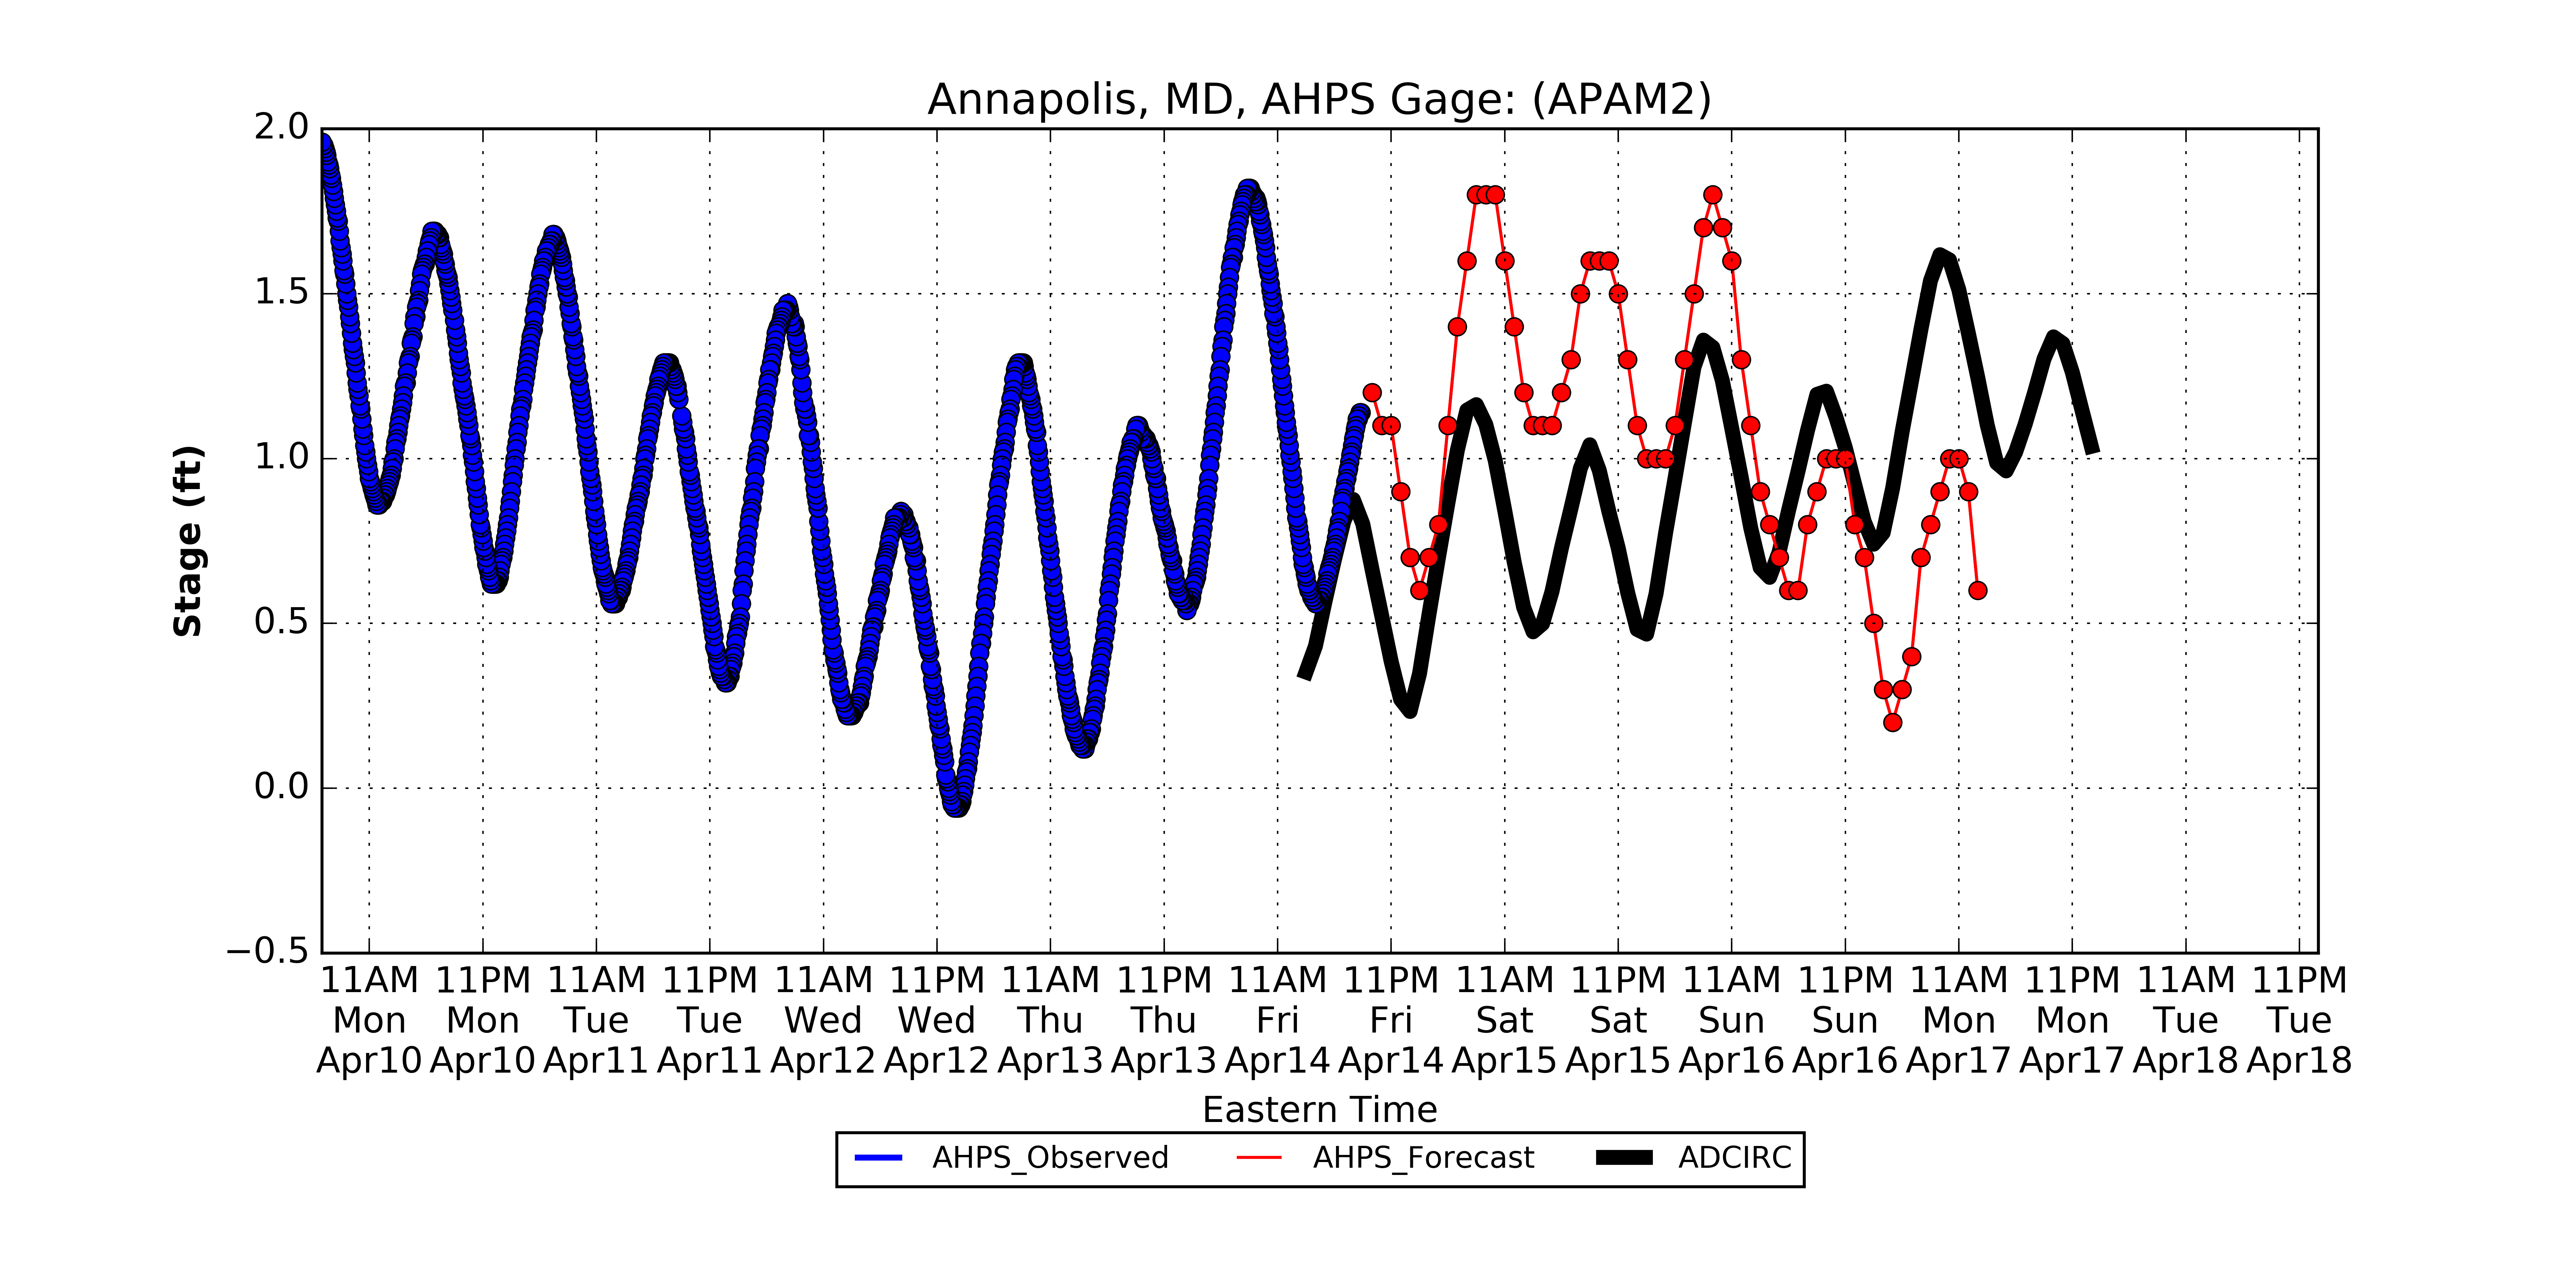 Annapolis, MD, AHPS Gage: (APAM2)
2.0
1.5
1.0
0.5
0.0
−0.5
Stage (ft)
11AM 11PM 11AM 11PM 11AM 11PM 11AM 11PM 11AM 11PM 11AM 11PM 11AM 11PM 11AM 11PM 11AM 11PM
Mon Mon Tue Tue Wed Wed Thu Thu Fri Fri Sat Sat Sun Sun Mon Mon Tue Tue
Apr10 Apr10 Apr11 Apr11 Apr12 Apr12 Apr13 Apr13 Apr14 Apr14 Apr15 Apr15 Apr16 Apr16 Apr17 Apr17 Apr18 Apr18
Eastern Time
AHPS_Observed AHPS_Forecast ADCIRC